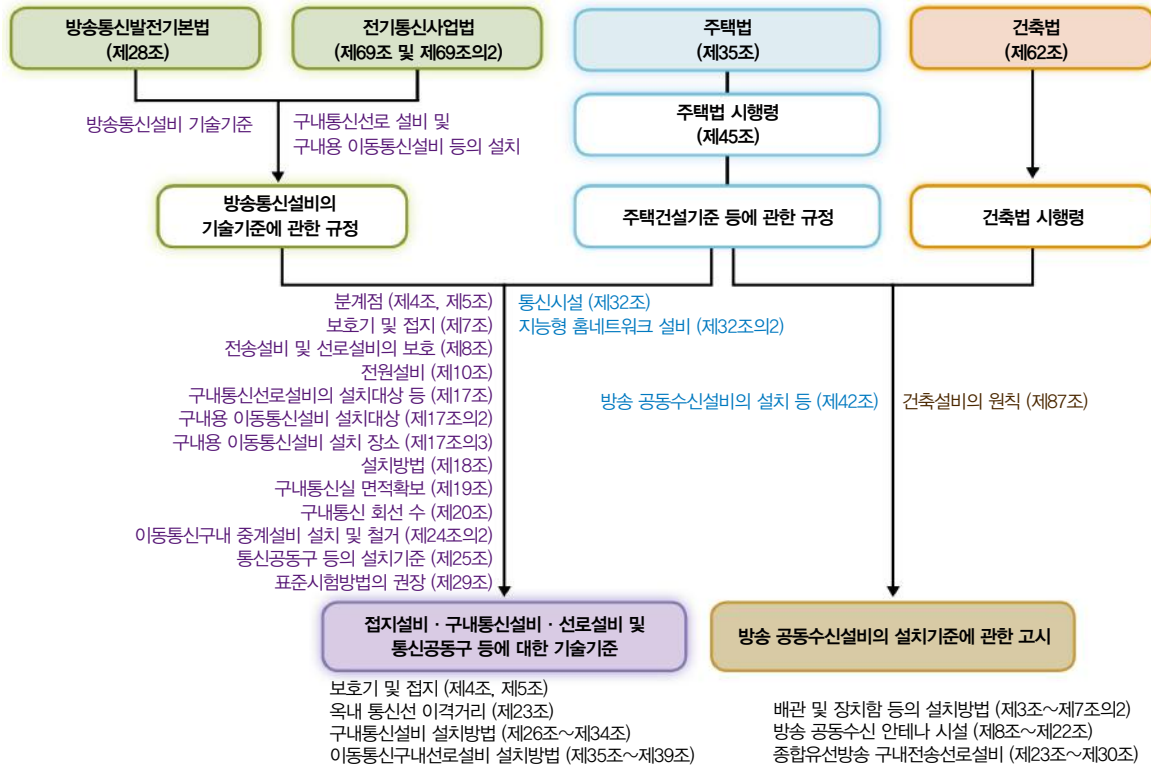 방송통신발전기본법
(제28조)
전기통신사업법
(제69조 및 제69조의2)
주택법
(제35조)
건축법
(제62조)
방송통신설비 기술기준
구내통신선로 설비 및
구내용 이동통신설비 등의 설치
주택법 시행령
(제45조)
방송통신설비의
기술기준에 관한 규정
주택건설기준 등에 관한 규정
건축법 시행령
분계점 (제4조, 제5조)
보호기 및 접지 (제7조)
전송설비 및 선로설비의 보호 (제8조)
전원설비 (제10조)
구내통신선로설비의 설치대상 등 (제17조)
구내용 이동통신설비 설치대상 (제17조의2)
구내용 이동통신설비 설치 장소 (제17조의3)
설치방법 (제18조)
구내통신실 면적확보 (제19조)
구내통신 회선 수 (제20조)
이동통신구내 중계설비 설치 및 철거 (제24조의2)
통신공동구 등의 설치기준 (제25조)
표준시험방법의 권장 (제29조)
통신시설 (제32조)
지능형 홈네트워크 설비 (제32조의2)
방송 공동수신설비의 설치 등 (제42조)
건축설비의 원칙 (제87조)
접지설비 · 구내통신설비 · 선로설비 및
통신공동구 등에 대한 기술기준
방송 공동수신설비의 설치기준에 관한 고시
보호기 및 접지 (제4조, 제5조)
옥내 통신선 이격거리 (제23조)
구내통신설비 설치방법 (제26조~제34조)
이동통신구내선로설비 설치방법 (제35조~제39조)
배관 및 장치함 등의 설치방법 (제3조~제7조의2)
방송 공동수신 안테나 시설 (제8조~제22조)
종합유선방송 구내전송선로설비 (제23조~제30조)